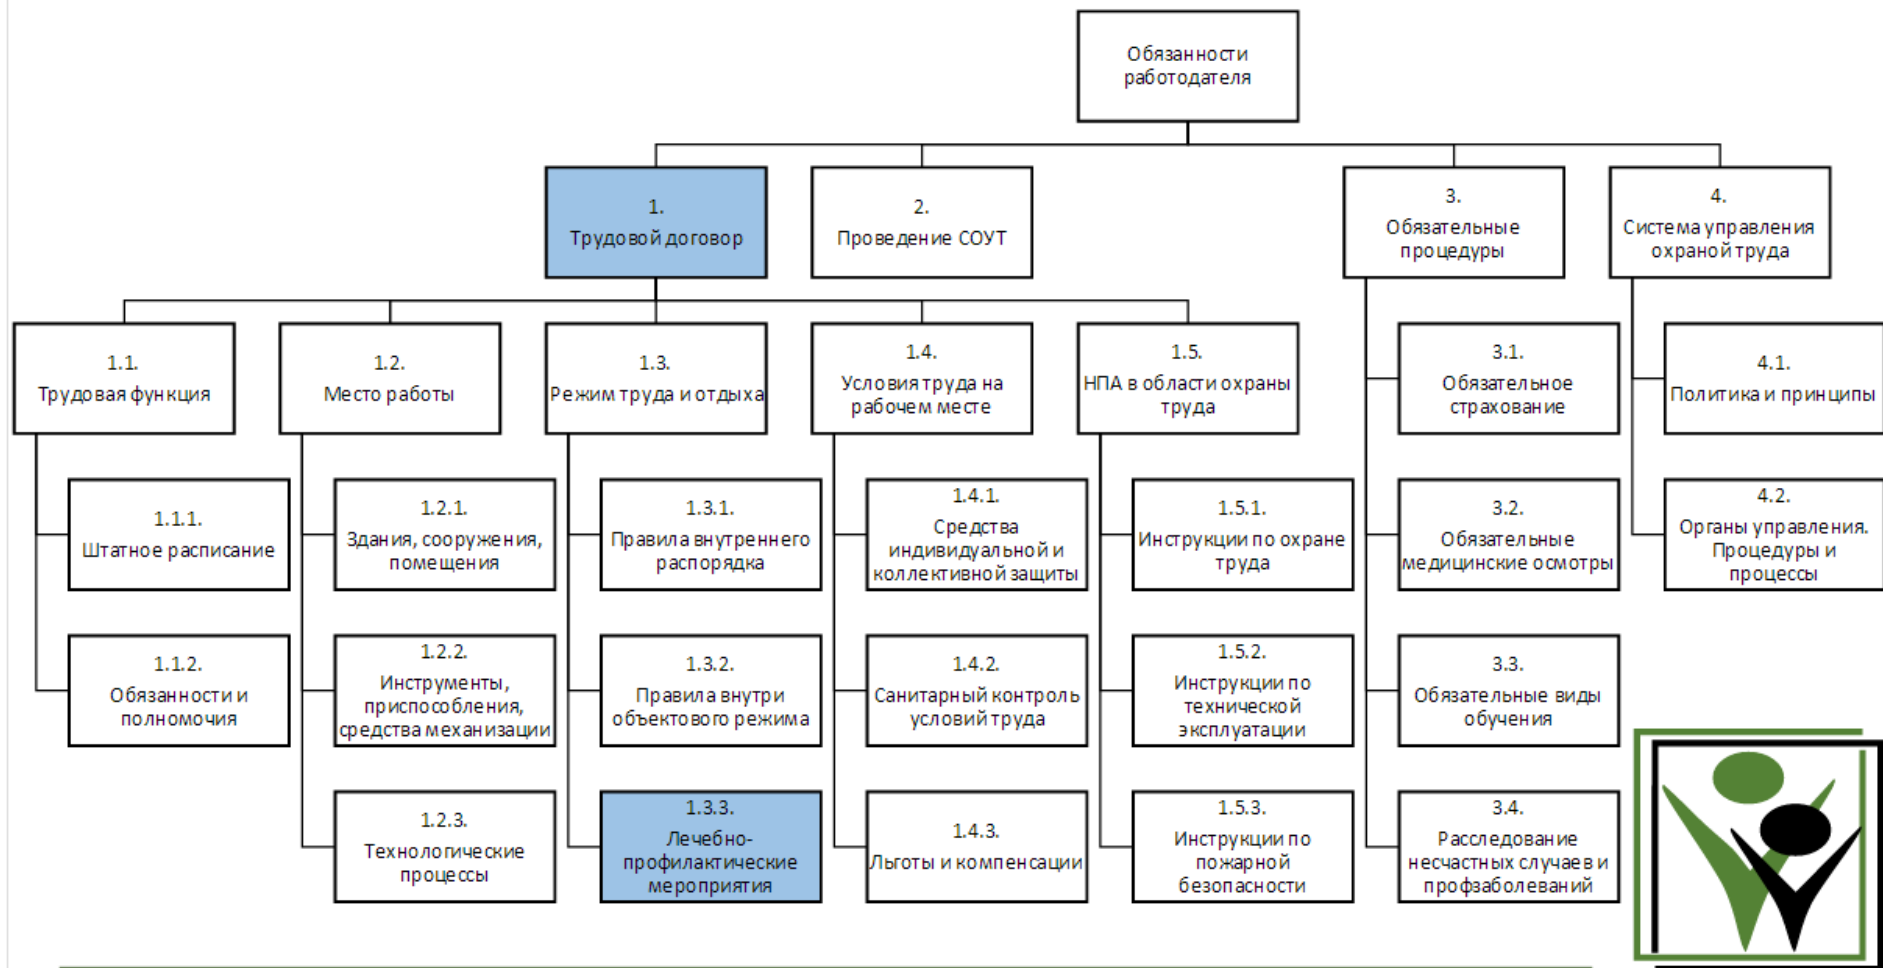 Обязанности
работодателя
1.
Трудовой договор
2.
Проведение СОУТ
3.
Обязательные
процедуры
4.
Система управления
охраной труда
1.1.
Трудовая функция
1.2.
Место работы
1.3.
Режим труда и отдыха
1.4.
Условия труда на
рабочем месте
1.5.
НПА в области охраны
труда
3.1.
Обязательное
страхование
4.1.
Политика и принципы
1.1.1.
Штатное расписание
1.2.1.
Здания, сооружения,
помещения
1.3.1.
Правила внутреннего
распорядка
1.4.1.
Средства
индивидуальной и
коллективной защиты
1.5.1.
Инструкции по охране
труда
3.2.
Обязательные
медицинские осмотры
4.2.
Органы управления.
Процедуры и
процессы
1.1.2.
Обязанности и
полномочия
1.2.2.
Инструменты,
приспособления,
средства механизации
1.3.2.
Правила внутри
объектового режима
1.4.2.
Санитарный контроль
условий труда
1.5.2.
Инструкции по
технической
эксплуатации
3.3.
Обязательные виды
обучения
1.2.3.
Технологические
процессы
1.3.3.
Лечебно-
профилактические
мероприятия
1.4.3.
Льготы и компенсации
1.5.3.
Инструкции по
пожарной
безопасности
3.4.
Расследование
несчастных случаев и
профзаболеваний